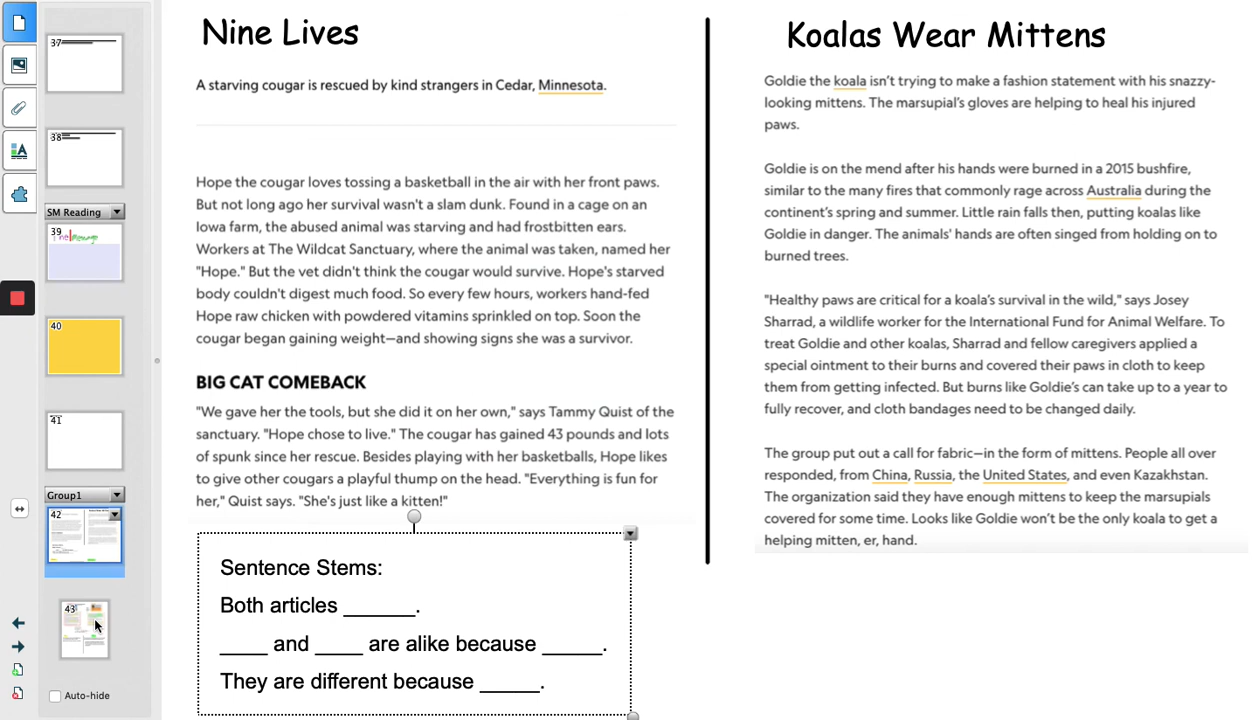 37
38
SM Reading
39
40
41
Group1
42
43
Auto-hide
Nine Lives
A starving cougar is rescued by kind strangers in Cedar, Minnesota.
Hope the cougar loves tossing a basketball in the air with her front paws.
But not long ago her survival wasn't a slam dunk. Found in a cage on an
Iowa farm, the abused animal was starving and had frostbitten ears.
Workers at The Wildcat Sanctuary, where the animal was taken, named her
"Hope." But the vet didn't think the cougar would survive. Hope's starved
body couldn't digest much food. So every few hours, workers hand-fed
Hope raw chicken with powdered vitamins sprinkled on top. Soon the
cougar began gaining weight—and showing signs she was a survivor.
BIG CAT COMEBACK
"We gave her the tools, but she did it on her own," says Tammy Quist of the
sanctuary. "Hope chose to live." The cougar has gained 43 pounds and lots
of spunk since her rescue. Besides playing with her basketballs, Hope likes
to give other cougars a playful thump on the head. "Everything is fun for
her," Quist says. "She's just like a kitten!"
Sentence Stems:
Both articles ______.
____ and ____ are alike because _____.
They are different because _____.
Koalas Wear Mittens
Goldie the koala isn’t trying to make a fashion statement with his snazzy-
looking mittens. The marsupial’s gloves are helping to heal his injured
paws.
Goldie is on the mend after his hands were burned in a 2015 bushfire,
similar to the many fires that commonly rage across Australia during the
continent’s spring and summer. Little rain falls then, putting koalas like
Goldie in danger. The animals' hands are often singed from holding on to
burned trees.
"Healthy paws are critical for a koala’s survival in the wild," says Josey
Sharrad, a wildlife worker for the International Fund for Animal Welfare. To
treat Goldie and other koalas, Sharrad and fellow caregivers applied a
special ointment to their burns and covered their paws in cloth to keep
them from getting infected. But burns like Goldie’s can take up to a year to
fully recover, and cloth bandages need to be changed daily.
The group put out a call for fabric—in the form of mittens. People all over
responded, from China, Russia, the United States, and even Kazakhstan.
The organization said they have enough mittens to keep the marsupials
covered for some time. Looks like Goldie won’t be the only koala to get a
helping mitten, er, hand.